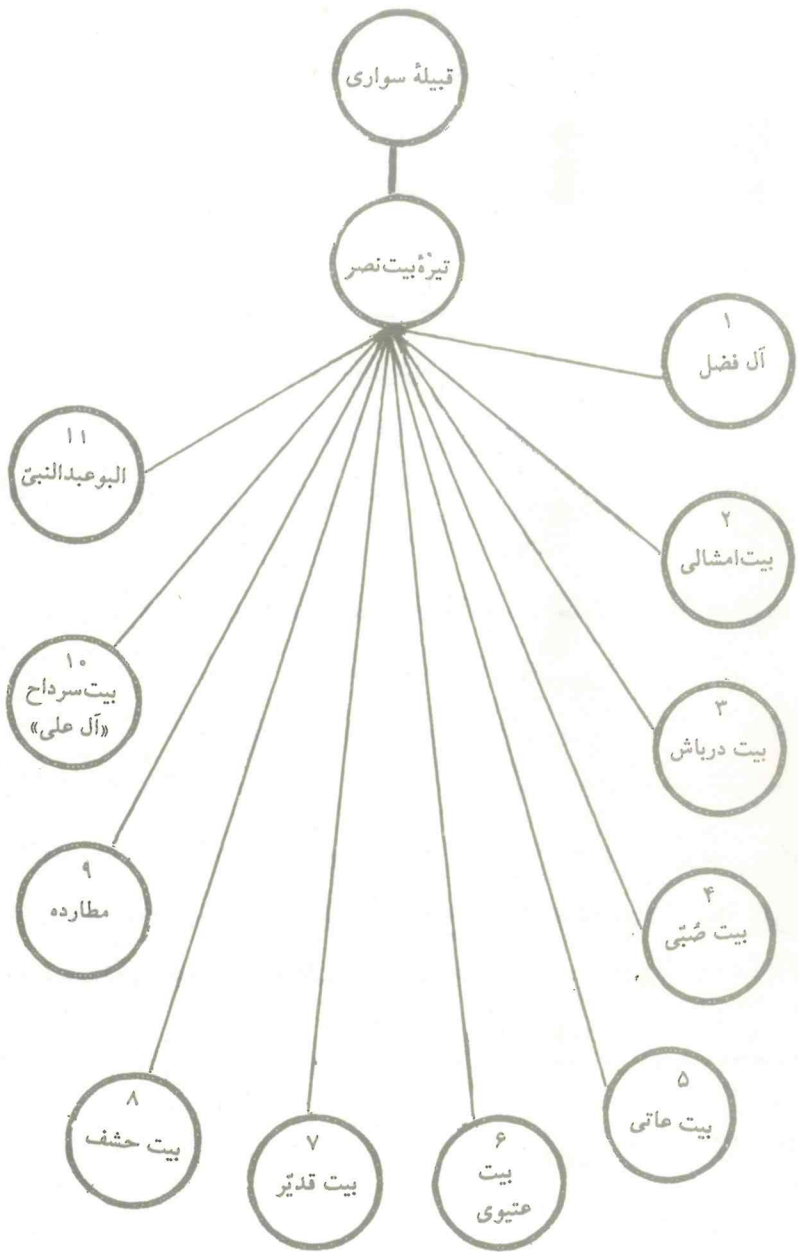 قبیلهٔ سواری
تیرهٔ بیت‌نصر
۱
آل فضل
۲
بیت‌امشالی
۳
بیت درباش
۴
بیت صُبّی
۵
بیت عاتی
۶
بیت
عتیوی
۷
بیت قدیّر
۸
بیت حشف
۹
مطارده
۱۰
بیت‌سرداح
«آل علی»
۱۱
البوعبدالنبیّ